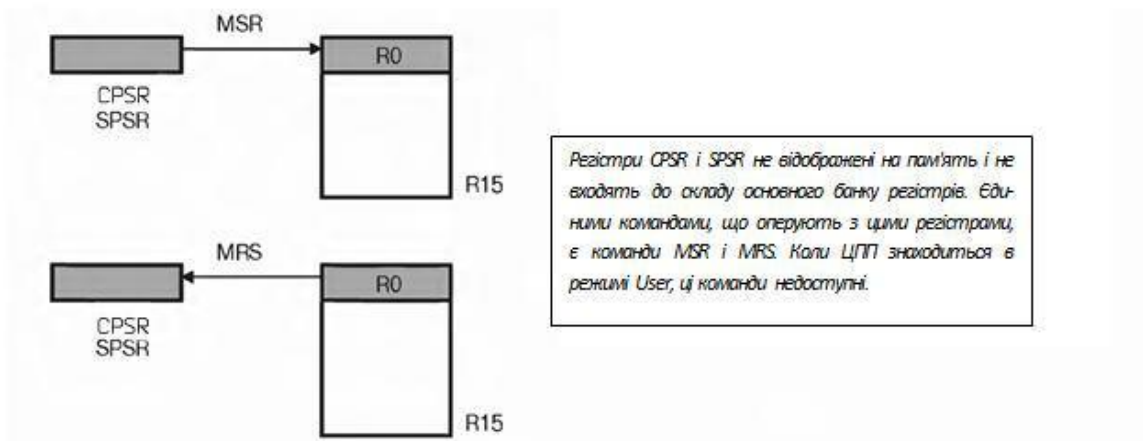 MSR
R0
CPSR
SPSR
R15
Регістри CPSR і SPSR не відображені на пам'ять і не
входять до складу основного банку регістрів. Єди-
ними командами, що оперують з цими регістрами,
є команди MSR і MRS. Коли ЦПП знаходиться в
режимі User, ці команди недоступні.
MRS
R0
CPSR
SPSR
R15